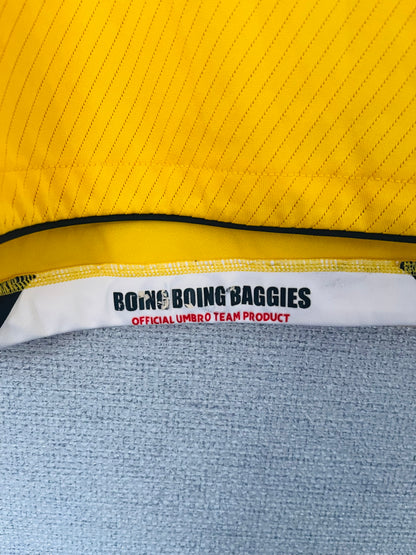 BOING BOING BAGGIES
OFFICIAL UMBRO TEAM PRODUCT